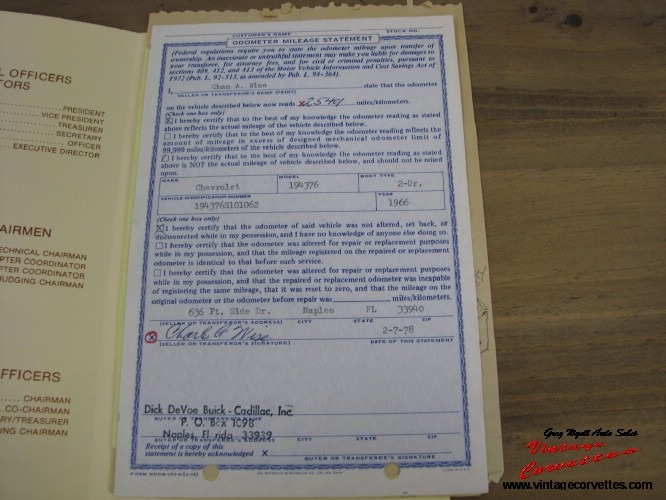 L OFFICERS
TORS
PRESIDENT
VICE PRESIDENT
TREASURER
SECRETARY
OFFICER
EXECUTIVE DIRECTOR
AIRMEN
CHNICAL CHAIRMAN
PTER COORDINATOR
PTER COORDINATOR
UDGING CHAIRMAN
FFICERS
CHAIRMAN
CO-CHAIRMAN
RY/TREASURER
ING CHAIRMAN
CUSTOMER'S NAME STOCK NO.
ODOMETER MILEAGE STATEMENT
(Federal regulations require you to state the odometer mileage upon transfer of
ownership. An inaccurate or untruthful statement may make you liable for damages to
your transferee, for attorney fees, and for civil or criminal penalties, pursuant to
sections 409, 412, and 413 of the Motor Vehicle Information and Cost Savings Act of
1972 (Pub. L. 92-513, as amended by Pub. L. 94-364).
I, Chas A. Wise state that the odometer
SELLER OR TRANSFEROR'S NAME (PRINT)
on the vehicle described below now reads miles/kilometers.
(Check one box only)
X I hereby certify that to the best of my knowledge the odometer reading as stated
above reflects the actual mileage of the vehicle described below.
I hereby certify that to the best of my knowledge the odometer reading reflects the
amount of mileage in excess of designed mechanical odometer limit of
99,999 miles/kilometers of the vehicle described below.
I hereby certify that to the best of my knowledge the odometer reading as stated
above is NOT the actual mileage of vehicle described below, and should not be relied
upon.
MAKE MODEL BODY TYPE
Chevrolet 194376 2-Dr.
VEHICLE IDENTIFICATION NUMBER YEAR
194376S101062 1966
(Check one box only)
X I hereby certify that the odometer of said vehicle was not altered, set back, or
disconnected while in my possession, and I have no knowledge of anyone else doing so.
I hereby certify that the odometer was altered for repair or replacement purposes
while in my possession, and that the mileage registered on the repaired or replacement
odometer is identical to that before such service.
I hereby certify that the odometer was altered for repair or replacement purposes
while in my possession, and that the odometer was incapable
of registering the same mileage, that it was reset to zero, and that the mileage on the
original odometer or the odometer before repair was miles/kilometers.
636 Pt. Side Dr. Naples FL 33940
(SELLER OR TRANSFEROR'S ADDRESS) CITY STATE ZIP
X Chas A Wise 2-7-78
(SELLER OR TRANSFEROR'S SIGNATURE) DATE OF THIS STATEMENT
Dick DeVoe Buick - Cadillac, Inc
P. O. Box 1098
Naples, Florida 33939
CITY STATE ZIP
Receipt of a copy of this
statement is hereby acknowledged X
BUYER OR TRANSFEREE'S SIGNATURE
Greg Wyatt Auto Sales
Vintage
Corvettes
www.vintagecorvettes.com